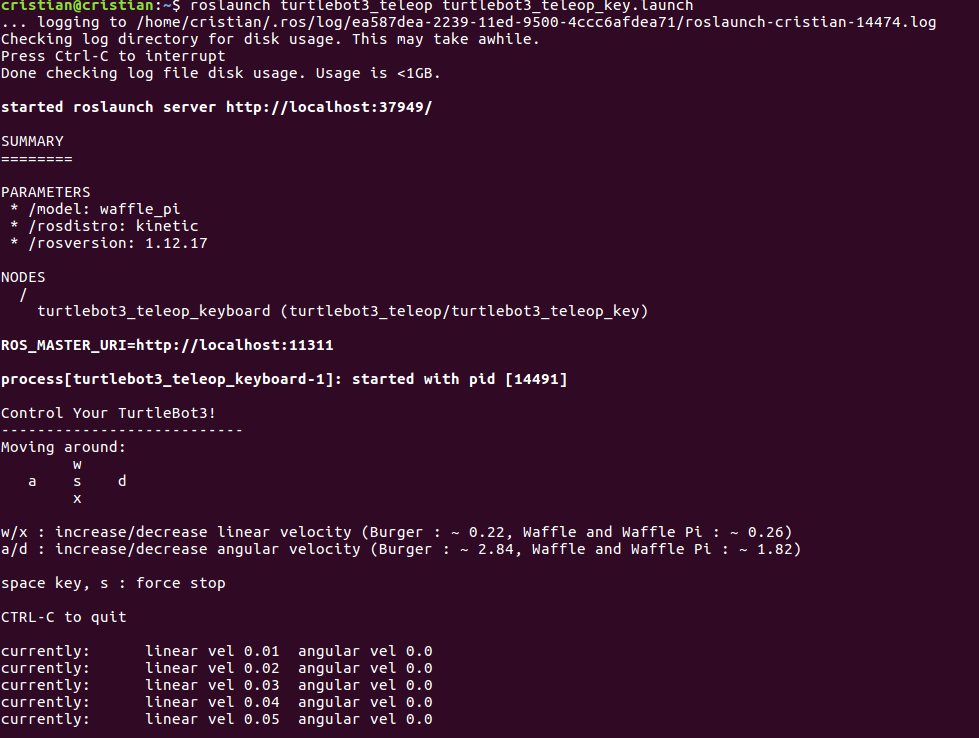 cristian@cristian:~$ roslaunch turtlebot3_teleop turtlebot3_teleop_key.launch
... logging to /home/cristian/.ros/log/ea587dea-2239-11ed-9500-4ccc6afdea71/roslaunch-cristian-14474.log
Checking log directory for disk usage. This may take awhile.
Press Ctrl-C to interrupt
Done checking log file disk usage. Usage is <1GB.

started roslaunch server http://localhost:37949/

SUMMARY
========

PARAMETERS
 * /model: waffle_pi
 * /rosdistro: kinetic
 * /rosversion: 1.12.17

NODES
  /
    turtlebot3_teleop_keyboard (turtlebot3_teleop/turtlebot3_teleop_key)

ROS_MASTER_URI=http://localhost:11311

process[turtlebot3_teleop_keyboard-1]: started with pid [14491]

Control Your TurtleBot3!
---------------------------
Moving around:
        w
   a    s    d
        x

w/x : increase/decrease linear velocity (Burger : ~ 0.22, Waffle and Waffle Pi : ~ 0.26)
a/d : increase/decrease angular velocity (Burger : ~ 2.84, Waffle and Waffle Pi : ~ 1.82)

space key, s : force stop

CTRL-C to quit

currently:      linear vel 0.01  angular vel 0.0
currently:      linear vel 0.02  angular vel 0.0
currently:      linear vel 0.03  angular vel 0.0
currently:      linear vel 0.04  angular vel 0.0
currently:      linear vel 0.05  angular vel 0.0